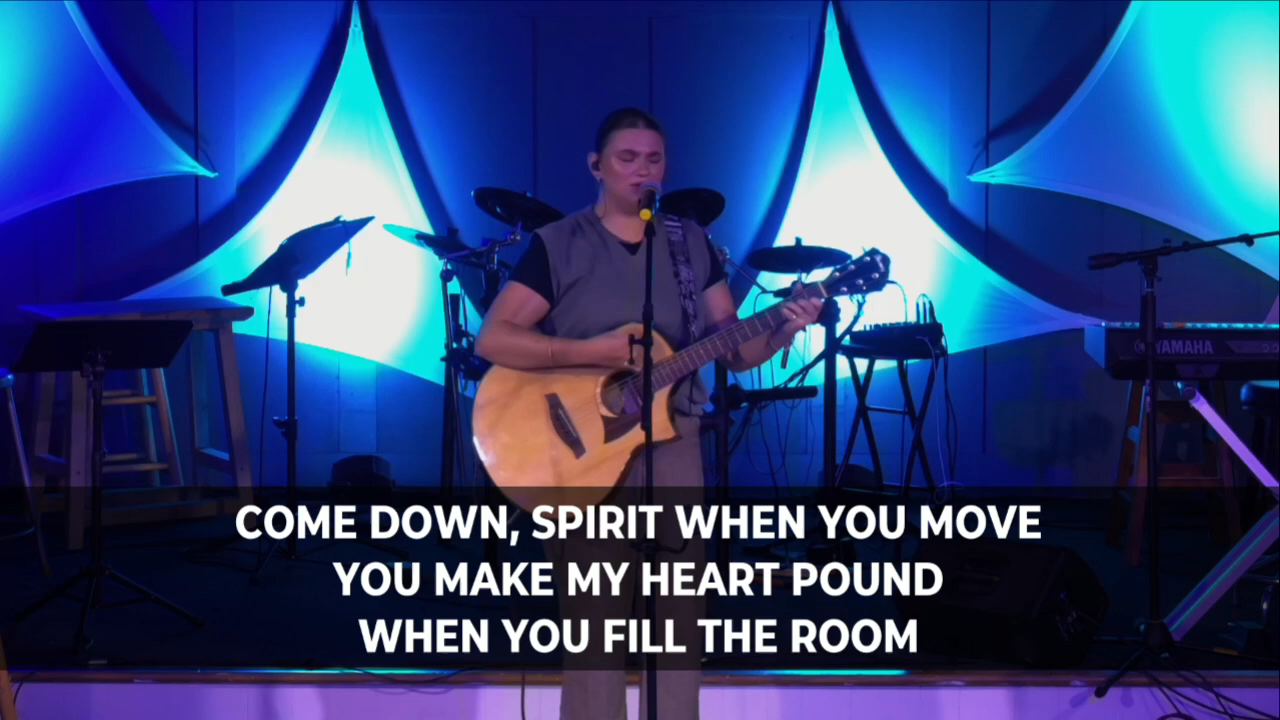 YAMAHA
COME DOWN, SPIRIT WHEN YOU MOVE
YOU MAKE MY HEART POUND
WHEN YOU FILL THE ROOM